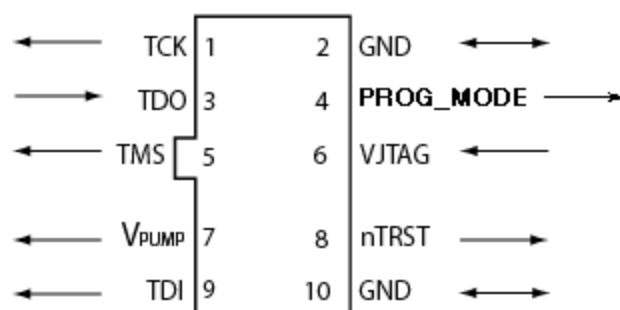 TCK 1 2 GND
TDO 3 4 PROG_MODE
TMS 5 6 VJTAG
VPUMP 7 8 nTRST
TDI 9 10 GND